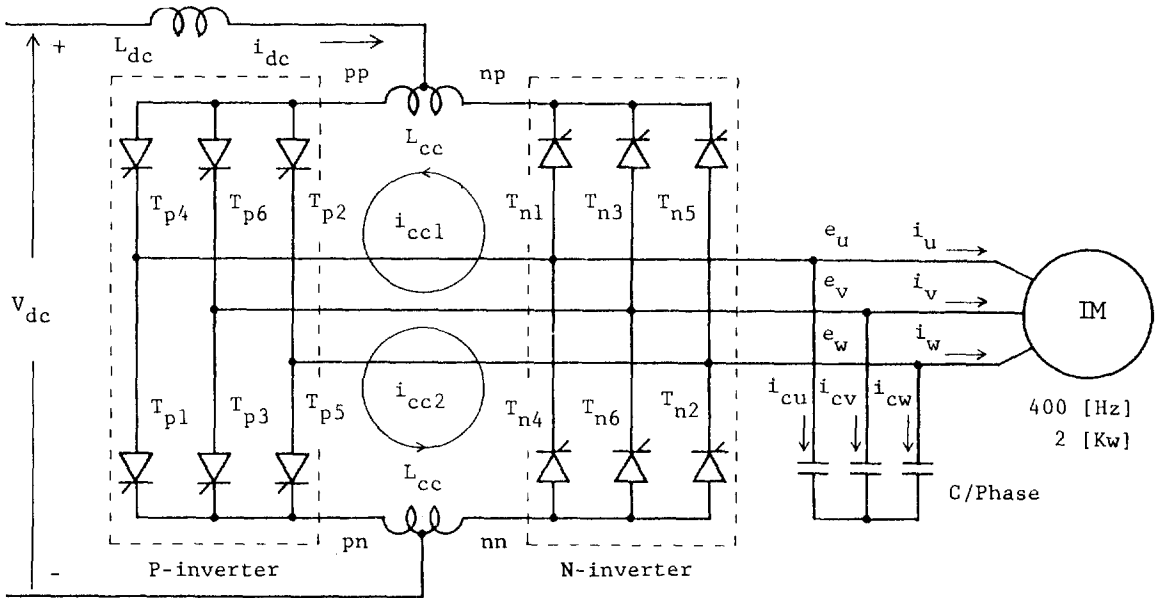 +
L_dc
i_dc
pp
np
L_cc
T_p4
T_p6
T_p2
T_n1
T_n3
T_n5
i_cc1
e_u
i_u
e_v
i_v
e_w
i_w
V_dc
IM
T_p1
T_p3
T_p5
i_cc2
T_n4
T_n6
T_n2
i_cu
i_cv
i_cw
400 [Hz]
2 [Kw]
L_cc
C/Phase
pn
nn
-
P-inverter
N-inverter